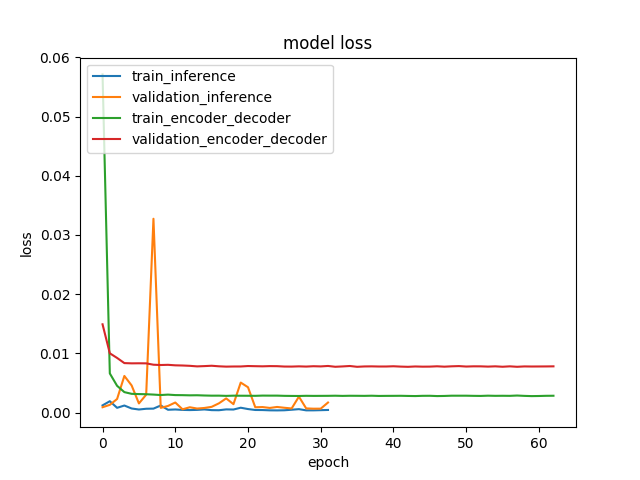 model loss
train_inference
validation_inference
train_encoder_decoder
validation_encoder_decoder
0.06
0.05
0.04
0.03
0.02
0.01
0.00
loss
0 10 20 30 40 50 60
epoch